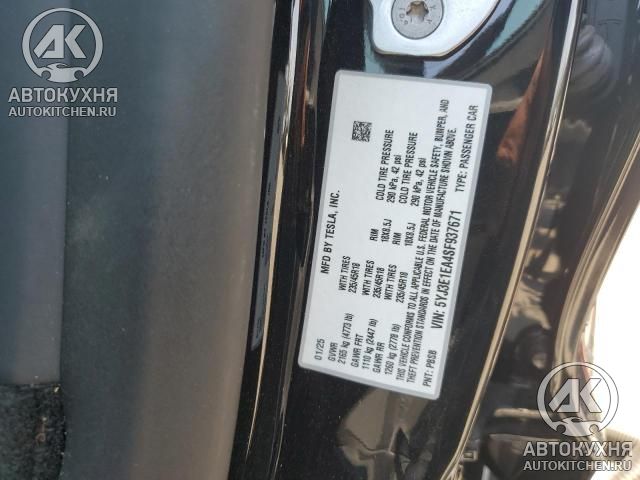 AK
АВТОКУХНЯ
AUTOKITCHEN.RU
MFD BY TESLA, INC.
01/25
GVWR WITH TIRES RIM COLD TIRE PRESSURE
2165 kg (4773 lb) 235/45R18 18X8.5J 290 kPa, 42 psi
GAWR FRT WITH TIRES RIM COLD TIRE PRESSURE
1110 kg (2447 lb) 235/45R18 18X8.5J 290 kPa, 42 psi
GAWR RR
1260 kg (2778 lb) 235/45R18
THIS VEHICLE CONFORMS TO ALL APPLICABLE U.S. FEDERAL MOTOR VEHICLE SAFETY, BUMPER, AND
THEFT PREVENTION STANDARDS IN EFFECT ON THE DATE OF MANUFACTURE SHOWN ABOVE.
VIN: 5YJ3E1EA4SF937671 TYPE: PASSENGER CAR
PNT: PBSB
AK
АВТОКУХНЯ
AUTOKITCHEN.RU